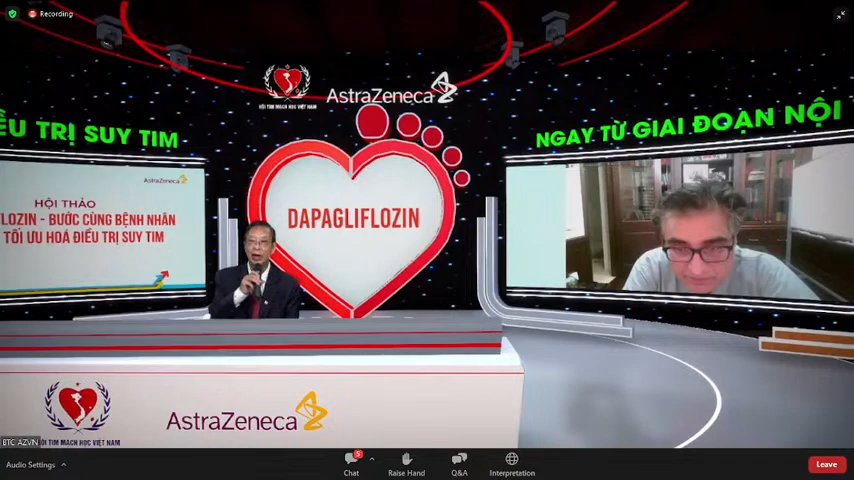 Recording
HỘI TIM MẠCH HỌC VIỆT NAM
AstraZeneca
ỀU TRỊ SUY TIM
NGAY TỪ GIAI ĐOẠN NỘI
AstraZeneca
HỘI THẢO
FLOZIN - BƯỚC CÙNG BỆNH NHÂN
TỐI ƯU HOÁ ĐIỀU TRỊ SUY TIM
DAPAGLIFLOZIN
AstraZeneca
HỘI TIM MẠCH HỌC VIỆT NAM
BTC AZVN
Audio Settings
5
Chat
Raise Hand
Q&A
Interpretation
Leave